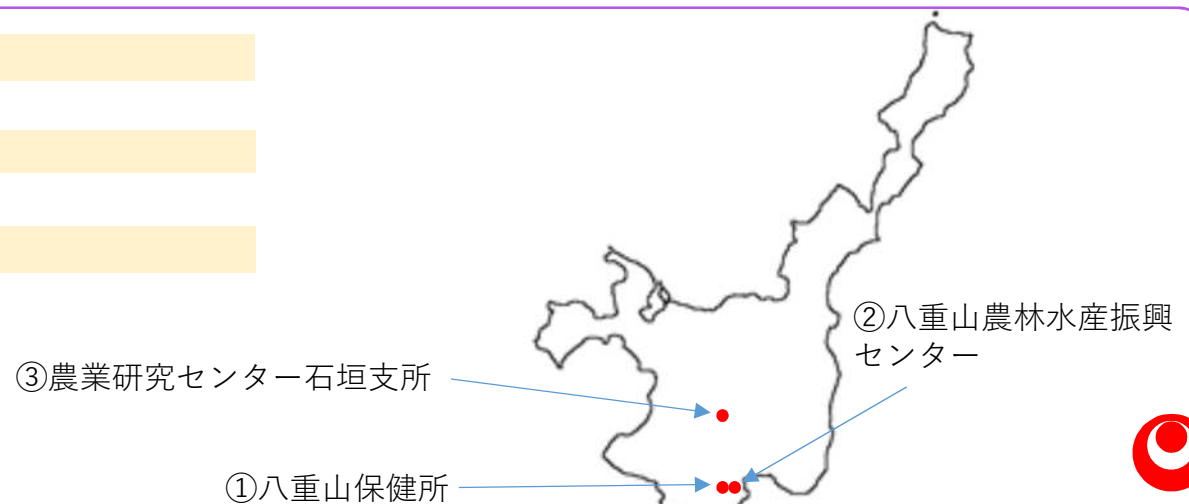 ②八重山農林水産振興
センター
③農業研究センター石垣支所
①八重山保健所